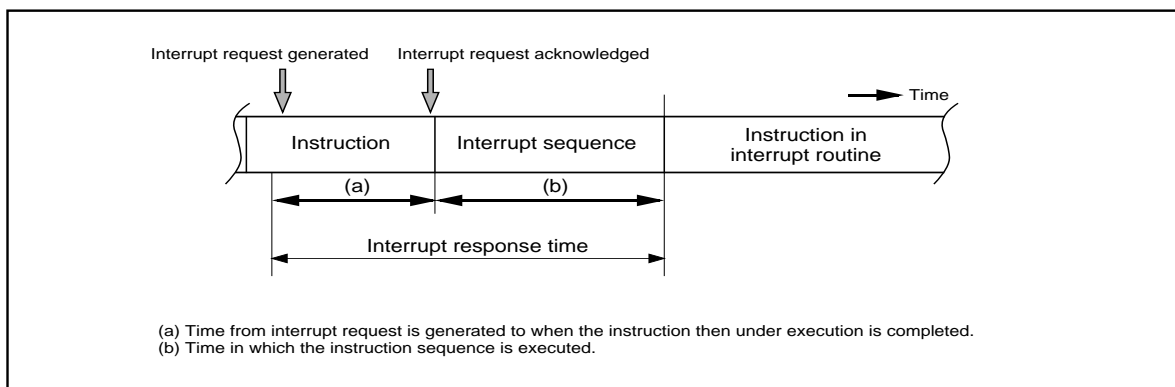 Interrupt request generated
Interrupt request acknowledged
Time
Instruction
Interrupt sequence
Instruction in
interrupt routine
(a)
(b)
Interrupt response time
(a) Time from interrupt request is generated to when the instruction then under execution is completed.
(b) Time in which the instruction sequence is executed.